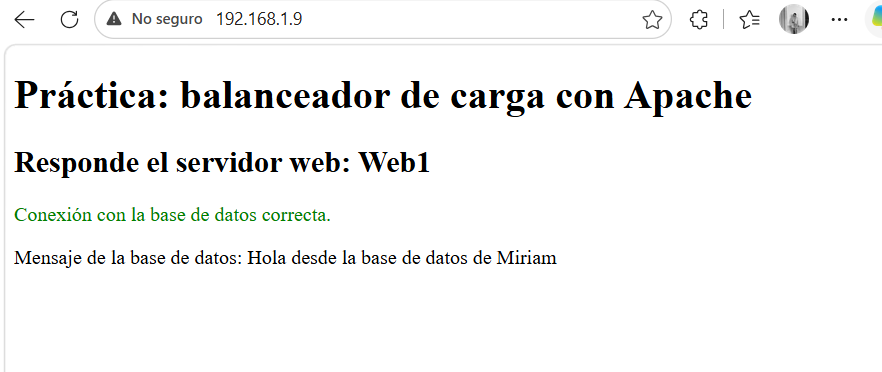 No seguro 192.168.1.9
Práctica: balanceador de carga con Apache
Responde el servidor web: Web1
Conexión con la base de datos correcta.
Mensaje de la base de datos: Hola desde la base de datos de Miriam